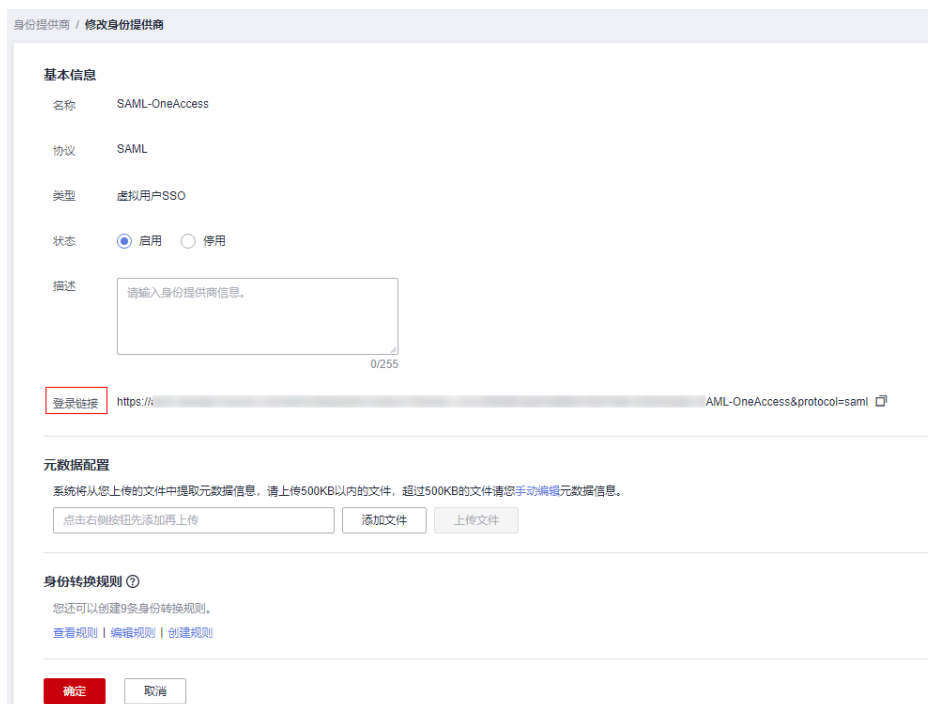 身份提供商 / 修改身份提供商
基本信息
名称 SAML-OneAccess
协议 SAML
类型 虚拟用户SSO
状态 启用 停用
描述 请输入身份提供商信息。
0/255
登录链接 https:// AML-OneAccess&protocol=saml
元数据配置
系统将从您上传的文件中提取元数据信息，请上传500KB以内的文件，超过500KB的文件请您手动编辑元数据信息。
点击右侧按钮先添加再上传 添加文件 上传文件
身份转换规则 ?
您还可以创建9条身份转换规则。
查看规则 | 编辑规则 | 创建规则
确定 取消